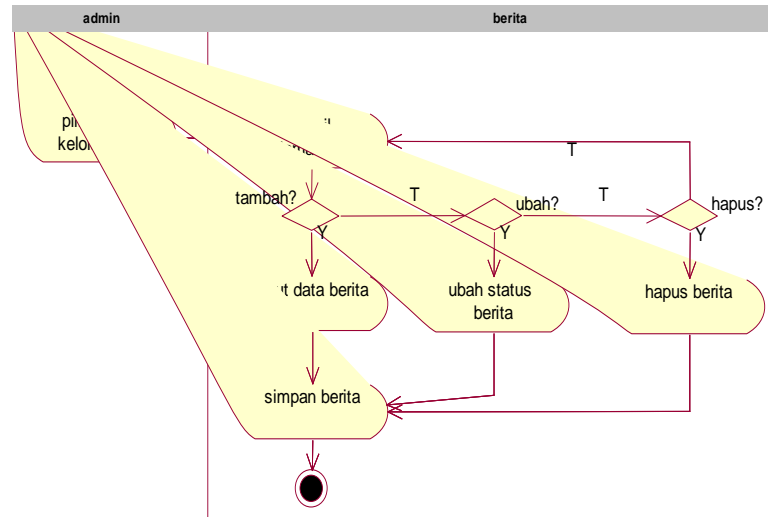 admin
berita
T
tambah?
T
ubah?
T
hapus?
Y
Y
Y
data berita
ubah status
berita
hapus berita
simpan berita